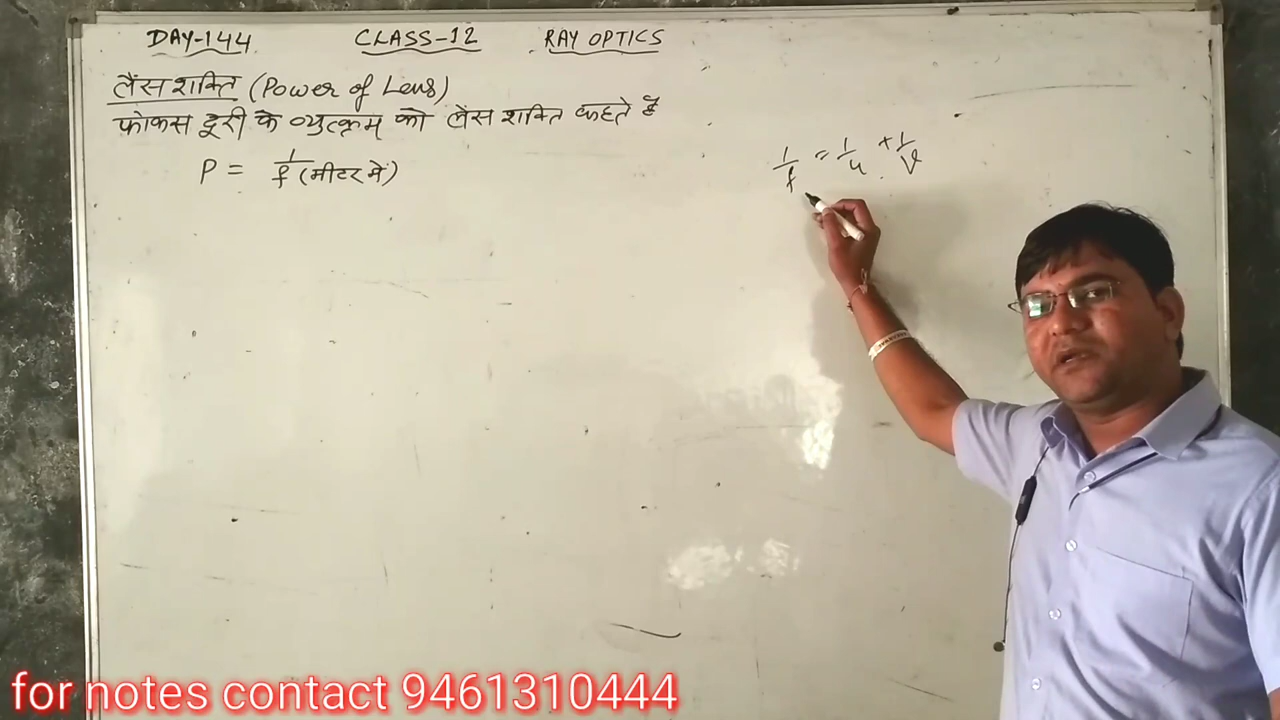 DAY-144 CLASS-12 RAY OPTICS
लैंस शक्ति (Power of Lens)
फोकस दूरी के व्युत्क्रम को लैंस शक्ति कहते है
P = 1/f (मीटर में)
1/f = 1/u + 1/v
for notes contact 9461310444